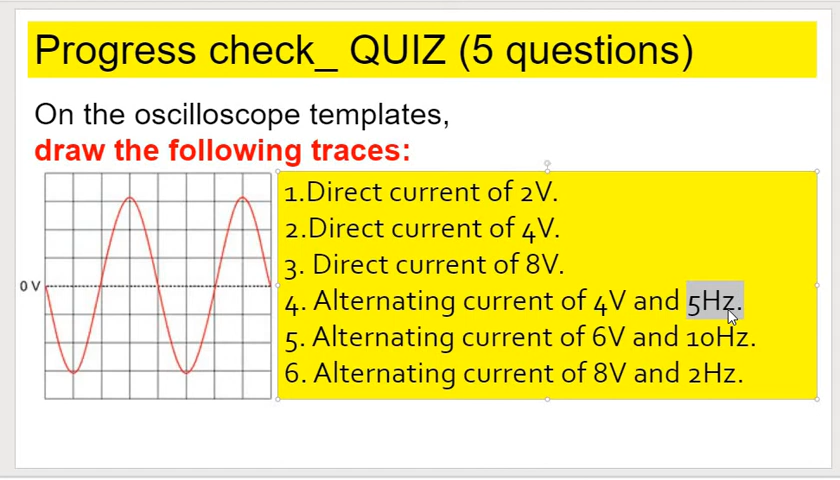 Progress check_ QUIZ (5 questions)
On the oscilloscope templates,
draw the following traces:
0 V
1.Direct current of 2V.
2.Direct current of 4V.
3. Direct current of 8V.
4. Alternating current of 4V and 5Hz.
5. Alternating current of 6V and 10Hz.
6. Alternating current of 8V and 2Hz.